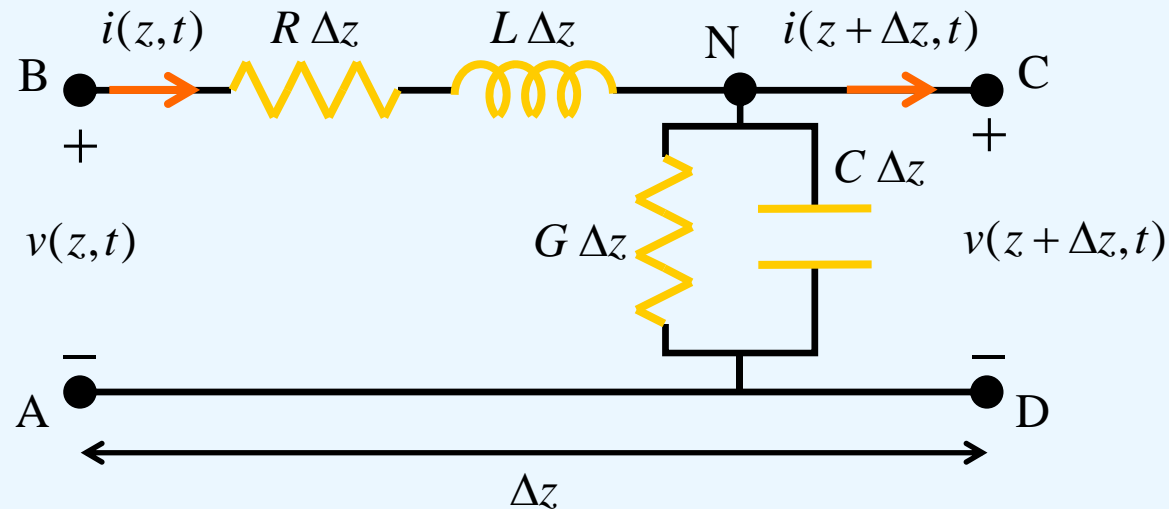 i(z,t) R Δz L Δz N i(z + Δz,t)
B C
+ +
C Δz
v(z,t) G Δz v(z + Δz,t)
− −
A D
Δz